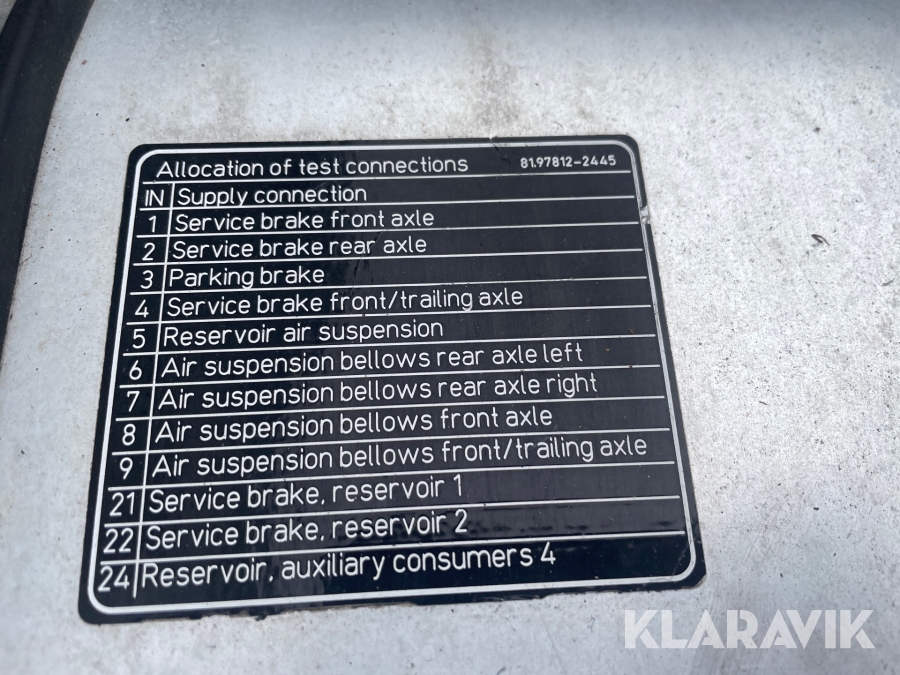 Allocation of test connections 81.97812-2445
IN Supply connection
1 Service brake front axle
2 Service brake rear axle
3 Parking brake
4 Service brake front/trailing axle
5 Reservoir air suspension
6 Air suspension bellows rear axle left
7 Air suspension bellows rear axle right
8 Air suspension bellows front axle
9 Air suspension bellows front/trailing axle
21 Service brake, reservoir 1
22 Service brake, reservoir 2
24 Reservoir, auxiliary consumers 4
KLARAVIK